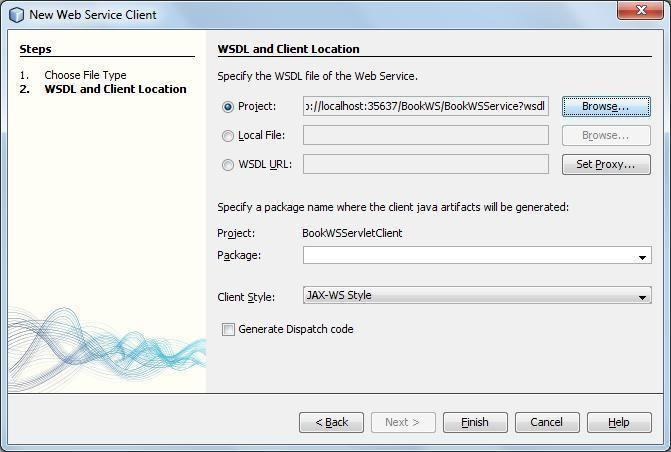 New Web Service Client
Steps
1. Choose File Type
2. WSDL and Client Location
WSDL and Client Location
Specify the WSDL file of the Web Service.
Project: ://localhost:35637/BookWS/BookWSService?wsdl Browse...
Local File: Browse...
WSDL URL: Set Proxy...
Specify a package name where the client java artifacts will be generated:
Project: BookWSServletClient
Package:
Client Style: JAX-WS Style
Generate Dispatch code
< Back Next > Finish Cancel Help